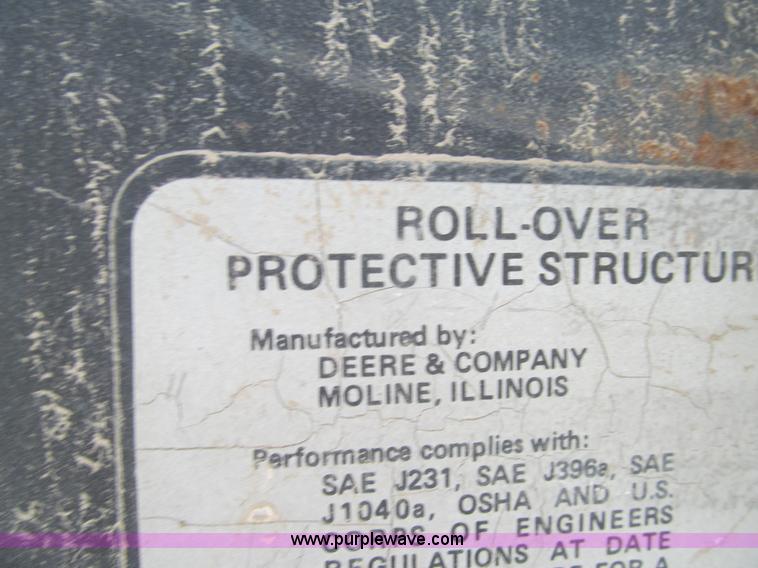 ROLL-OVER
PROTECTIVE STRUCTUR
Manufactured by:
DEERE & COMPANY
MOLINE, ILLINOIS
Performance complies with:
SAE J231, SAE J396a, SAE
J1040a, OSHA AND U.S.
CORPS OF ENGINEERS
www.purplewave.com
REGULATIONS AT DATE
FOR A